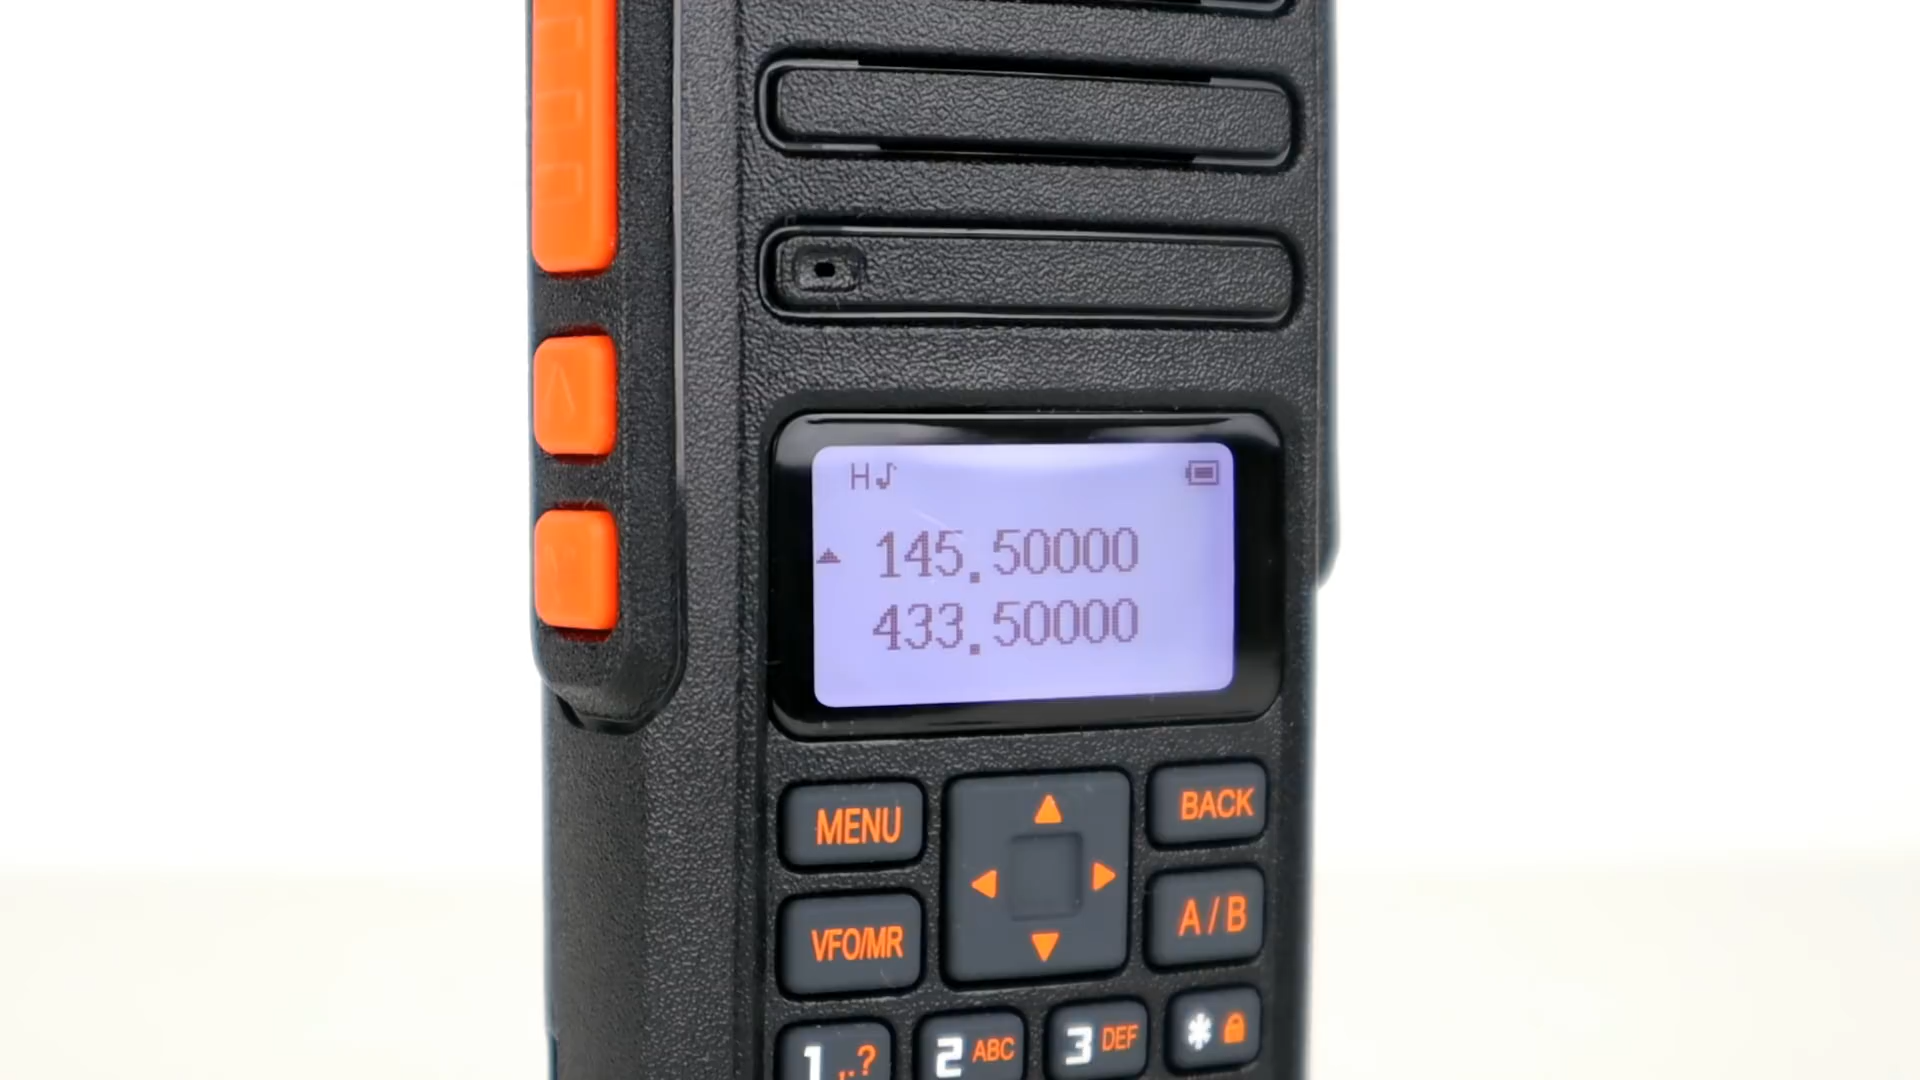 H♪
145.50000
433.50000
MENU
BACK
VFO/MR
A/B
1 ,.?
2 ABC
3 DEF
*